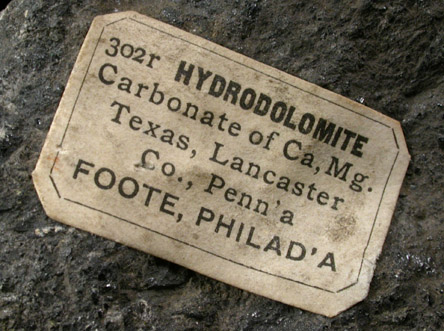 302r HYDRODOLOMITE
Carbonate of Ca, Mg.
Texas, Lancaster
Co., Penn'a
FOOTE, PHILAD'A